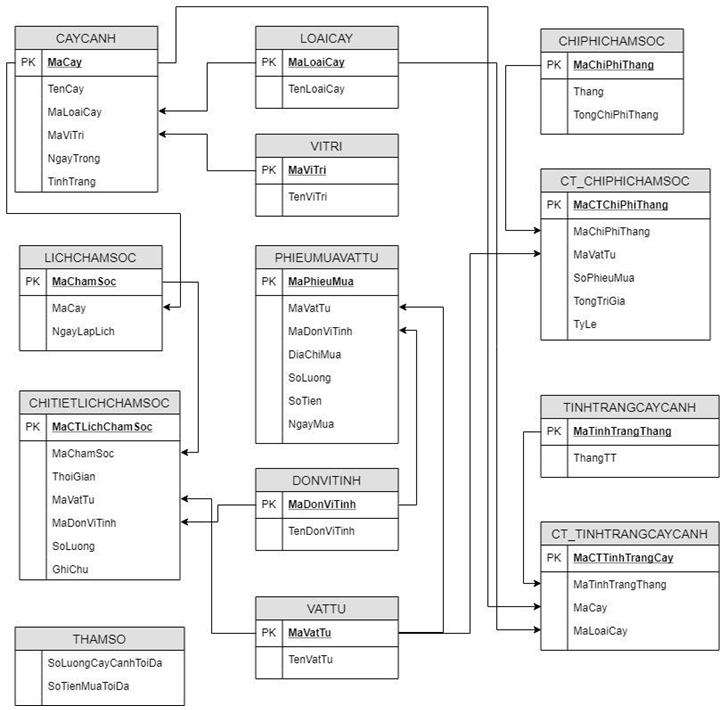 CAYCANH
PK MaCay
TenCay
MaLoaiCay
MaViTri
NgayTrong
TinhTrang
LOAICAY
PK MaLoaiCay
TenLoaiCay
CHIPHICHAMSOC
PK MaChiPhiThang
Thang
TongChiPhiThang
VITRI
PK MaViTri
TenViTri
CT_CHIPHICHAMSOC
PK MaCTChiPhiThang
MaChiPhiThang
MaVatTu
SoPhieuMua
TongTriGia
TyLe
LICHCHAMSOC
PK MaChamSoc
MaCay
NgayLapLich
PHIEUMUAVATTU
PK MaPhieuMua
MaVatTu
MaDonViTinh
DiaChiMua
SoLuong
SoTien
NgayMua
CHITIETLICHCHAMSOC
PK MaCTLichChamSoc
MaChamSoc
ThoiGian
MaVatTu
MaDonViTinh
SoLuong
GhiChu
TINHTRANGCAYCANH
PK MaTinhTrangThang
ThangTT
DONVITINH
PK MaDonViTinh
TenDonViTinh
CT_TINHTRANGCAYCANH
PK MaCTTinhTrangCay
MaTinhTrangThang
MaCay
MaLoaiCay
VATTU
PK MaVatTu
TenVatTu
THAMSO
SoLuongCayCanhToiDa
SoTienMuaToiDa